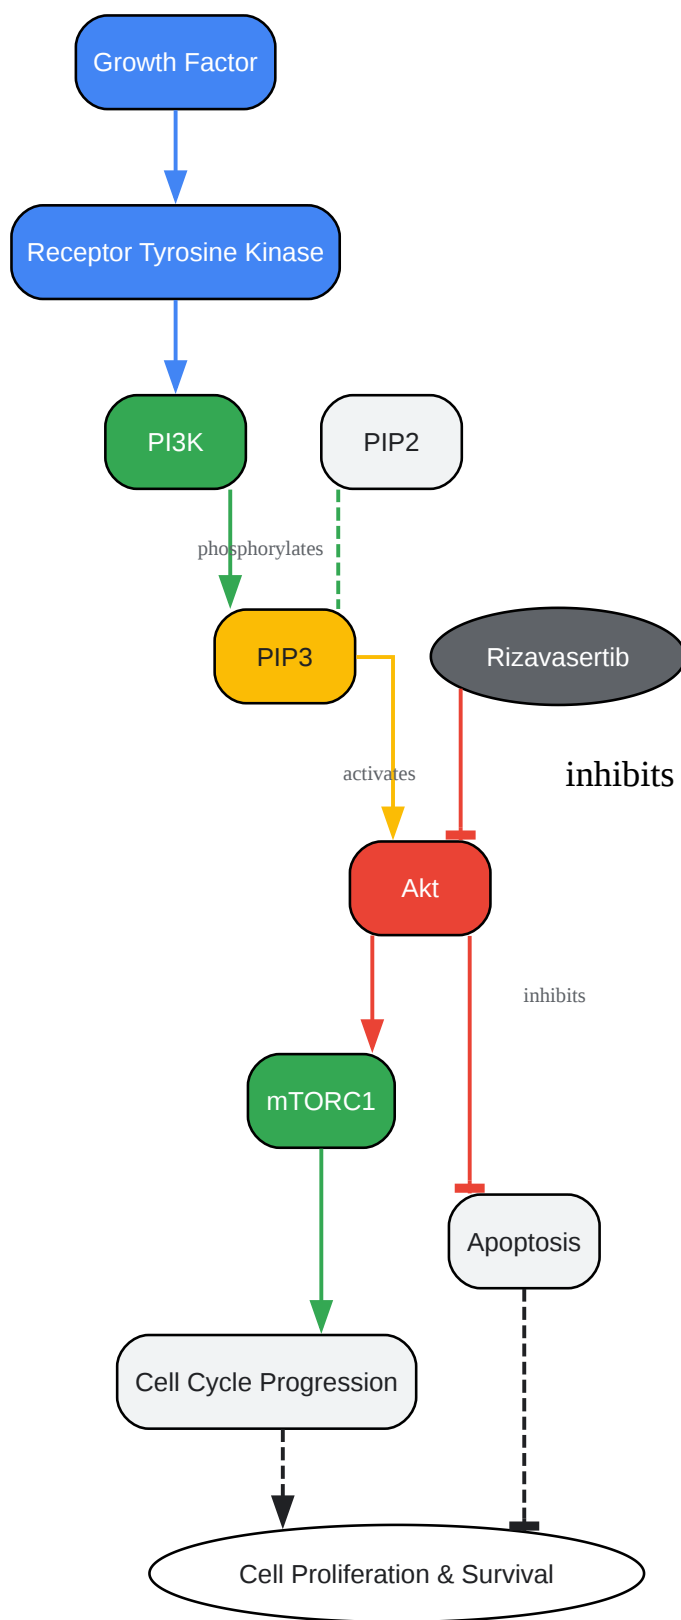 Growth Factor
Receptor Tyrosine Kinase
PI3K
PIP2
phosphorylates
PIP3
Rizavasertib
activates
inhibits
Akt
inhibits
mTORC1
Apoptosis
Cell Cycle Progression
Cell Proliferation & Survival